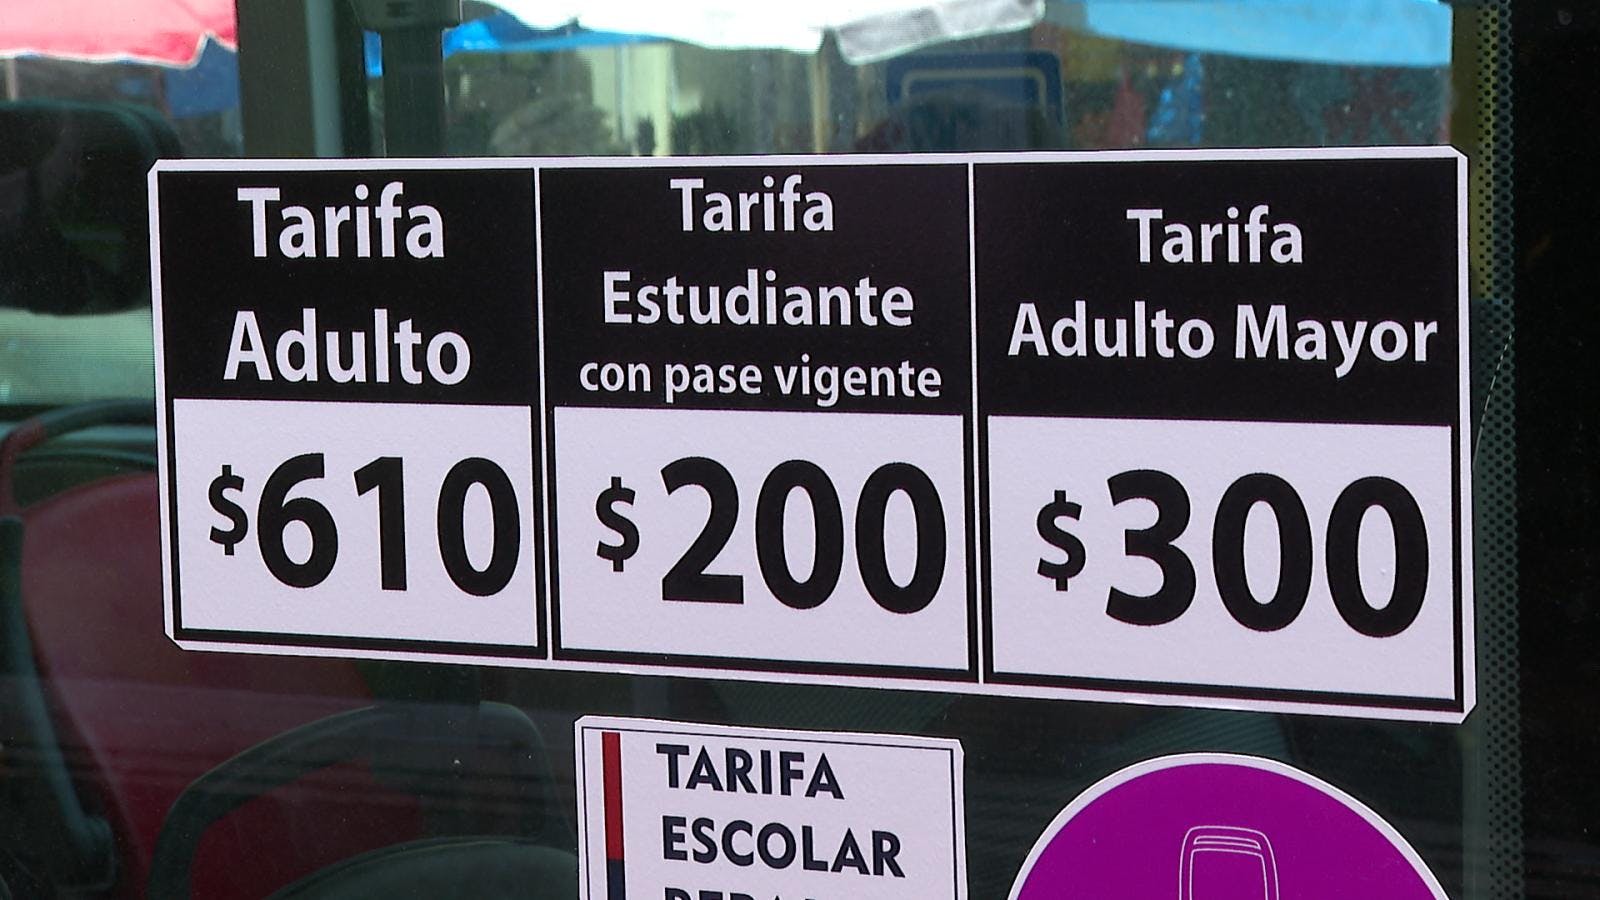 Tarifa
Adulto
$610
Tarifa
Estudiante
con pase vigente
$200
Tarifa
Adulto Mayor
$300
TARIFA
ESCOLAR